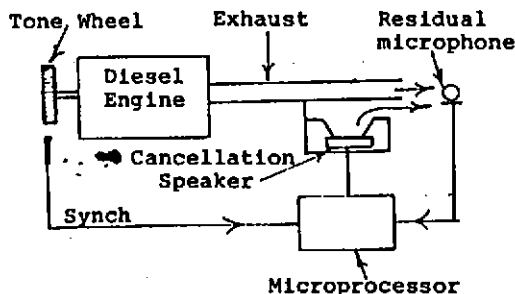 Tone Wheel
Exhaust
Residual
microphone
Diesel
Engine
Cancellation
Speaker
Synch
Microprocessor